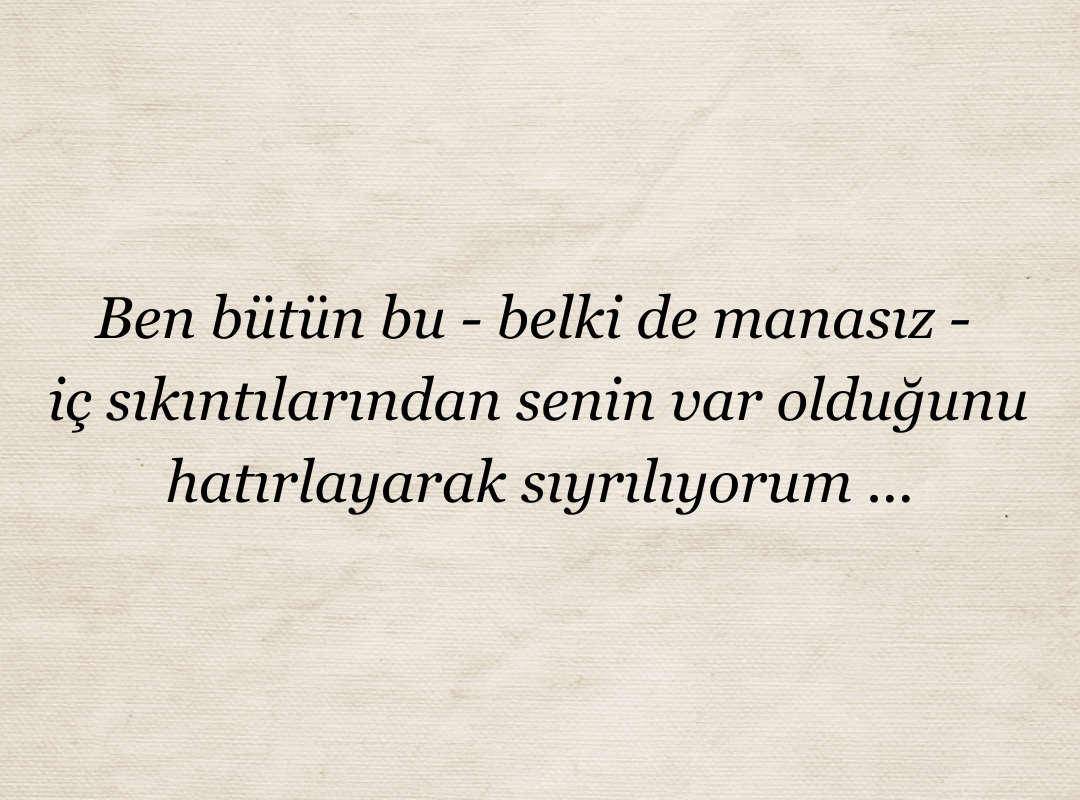 Ben bütün bu - belki de manasız -
iç sıkıntılarından senin var olduğunu
hatırlayarak sıyrılıyorum ...